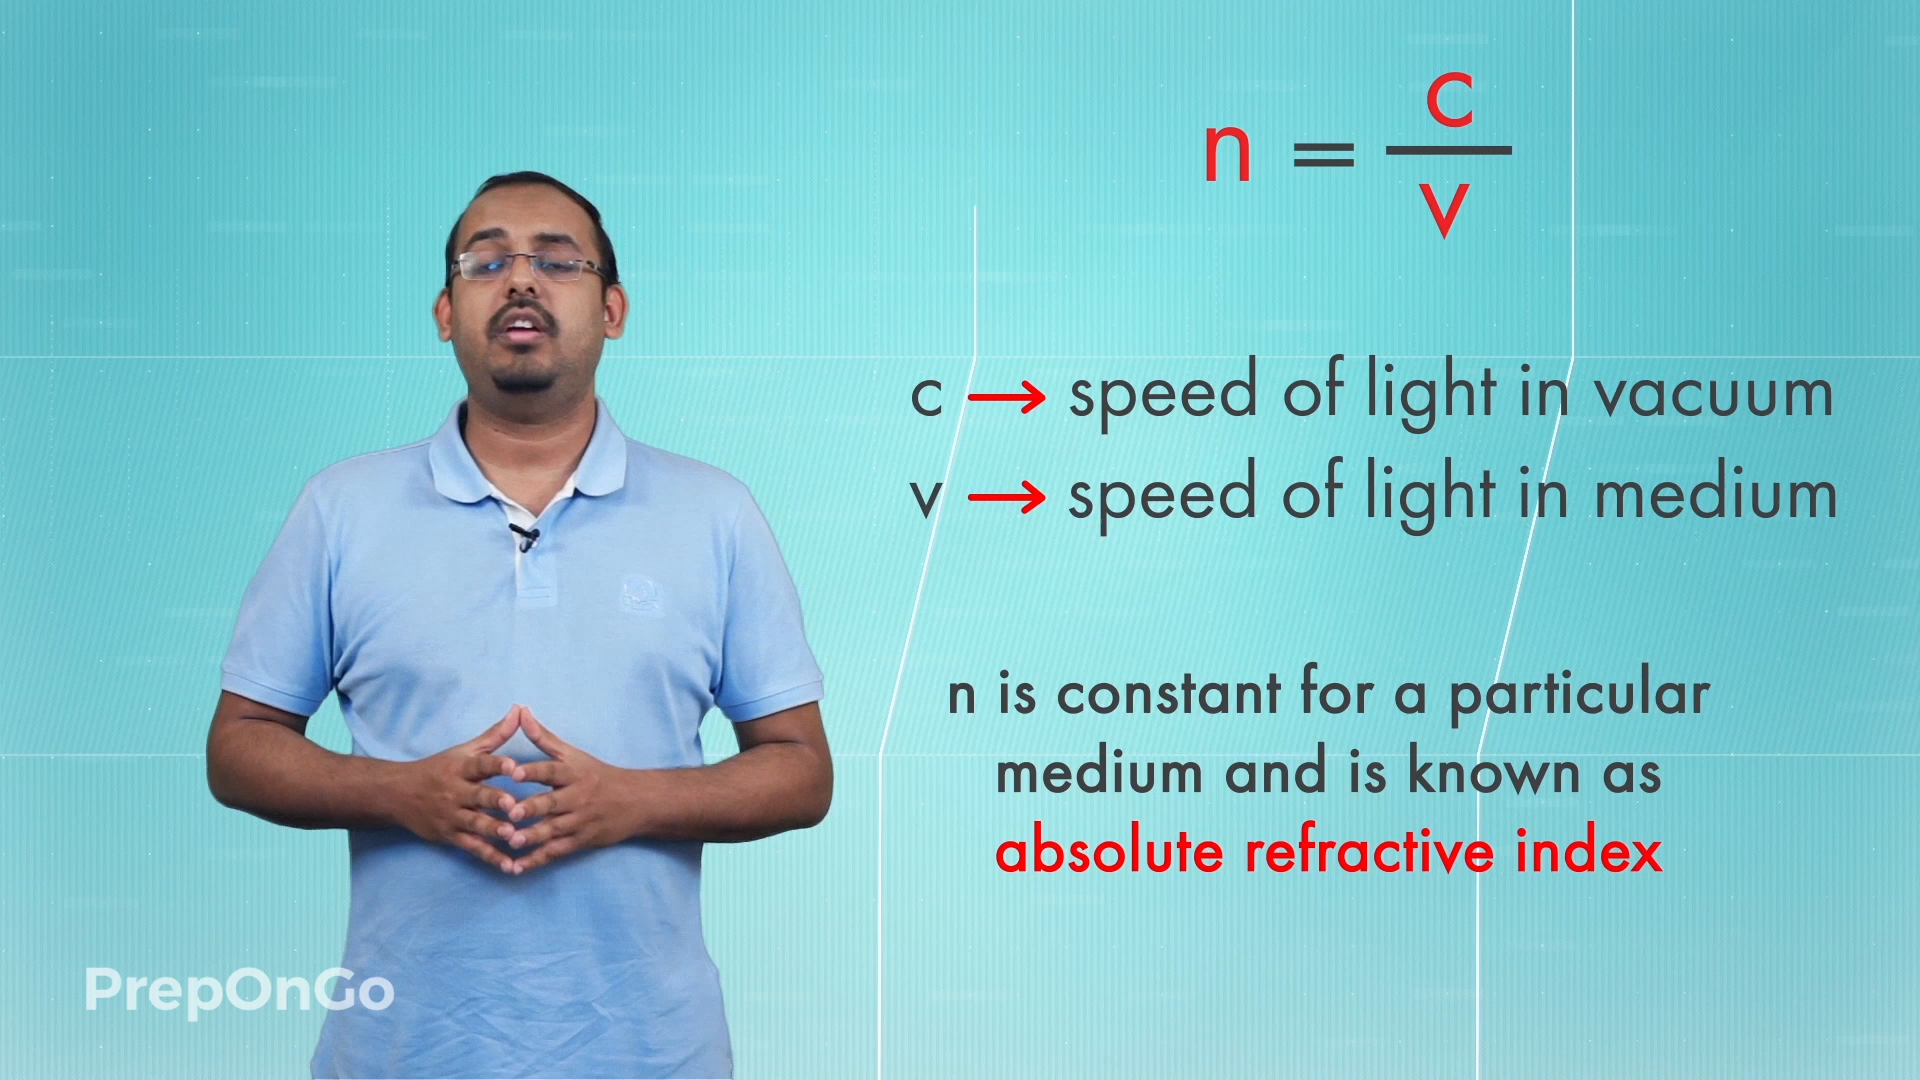 n = c/v
c → speed of light in vacuum
v → speed of light in medium
n is constant for a particular
medium and is known as
absolute refractive index
PrepOnGo